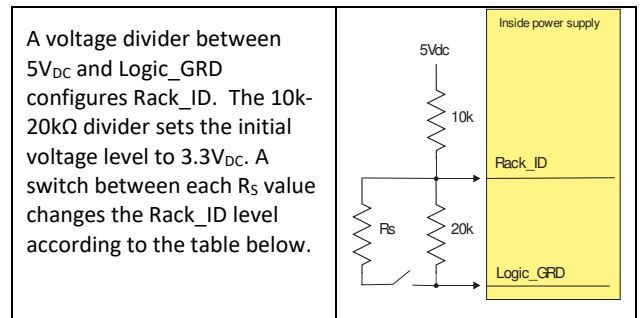 A voltage divider between
5VDC and Logic_GRD
configures Rack_ID.  The 10k-
20kΩ divider sets the initial
voltage level to 3.3VDC. A
switch between each RS value
changes the Rack_ID level
according to the table below.
Inside power supply
5Vdc
10k
Rack_ID
Rs
20k
Logic_GRD